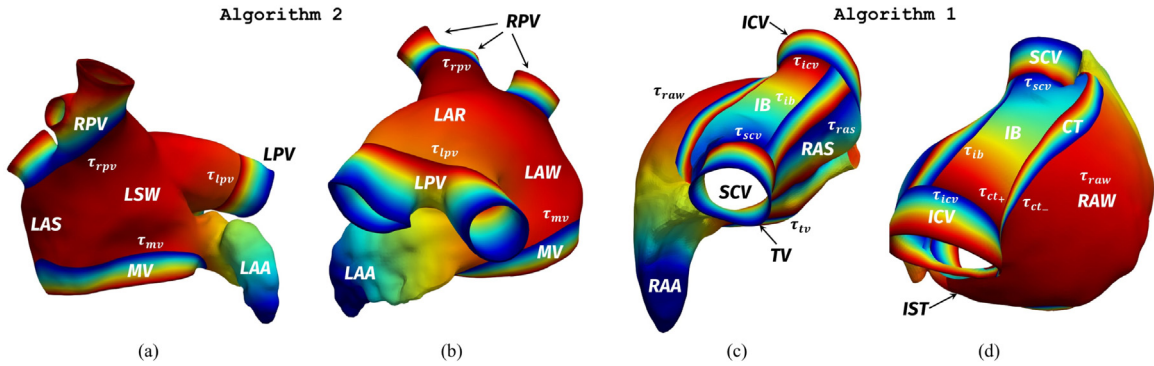 Algorithm 2
Algorithm 1
RPV
τrpv
LPV
τlpv
LSW
LAS
τmv
MV
LAA
(a)
RPV
τrpv
LAR
τlpv
LPV
LAW
τmv
MV
LAA
(b)
ICV
τicv
τraw
IB
τib
τscv
τras
RAS
SCV
τtv
TV
RAA
(c)
SCV
τscv
IB
CT
τib
τraw
RAW
τct+
τct−
τicv
ICV
IST
(d)